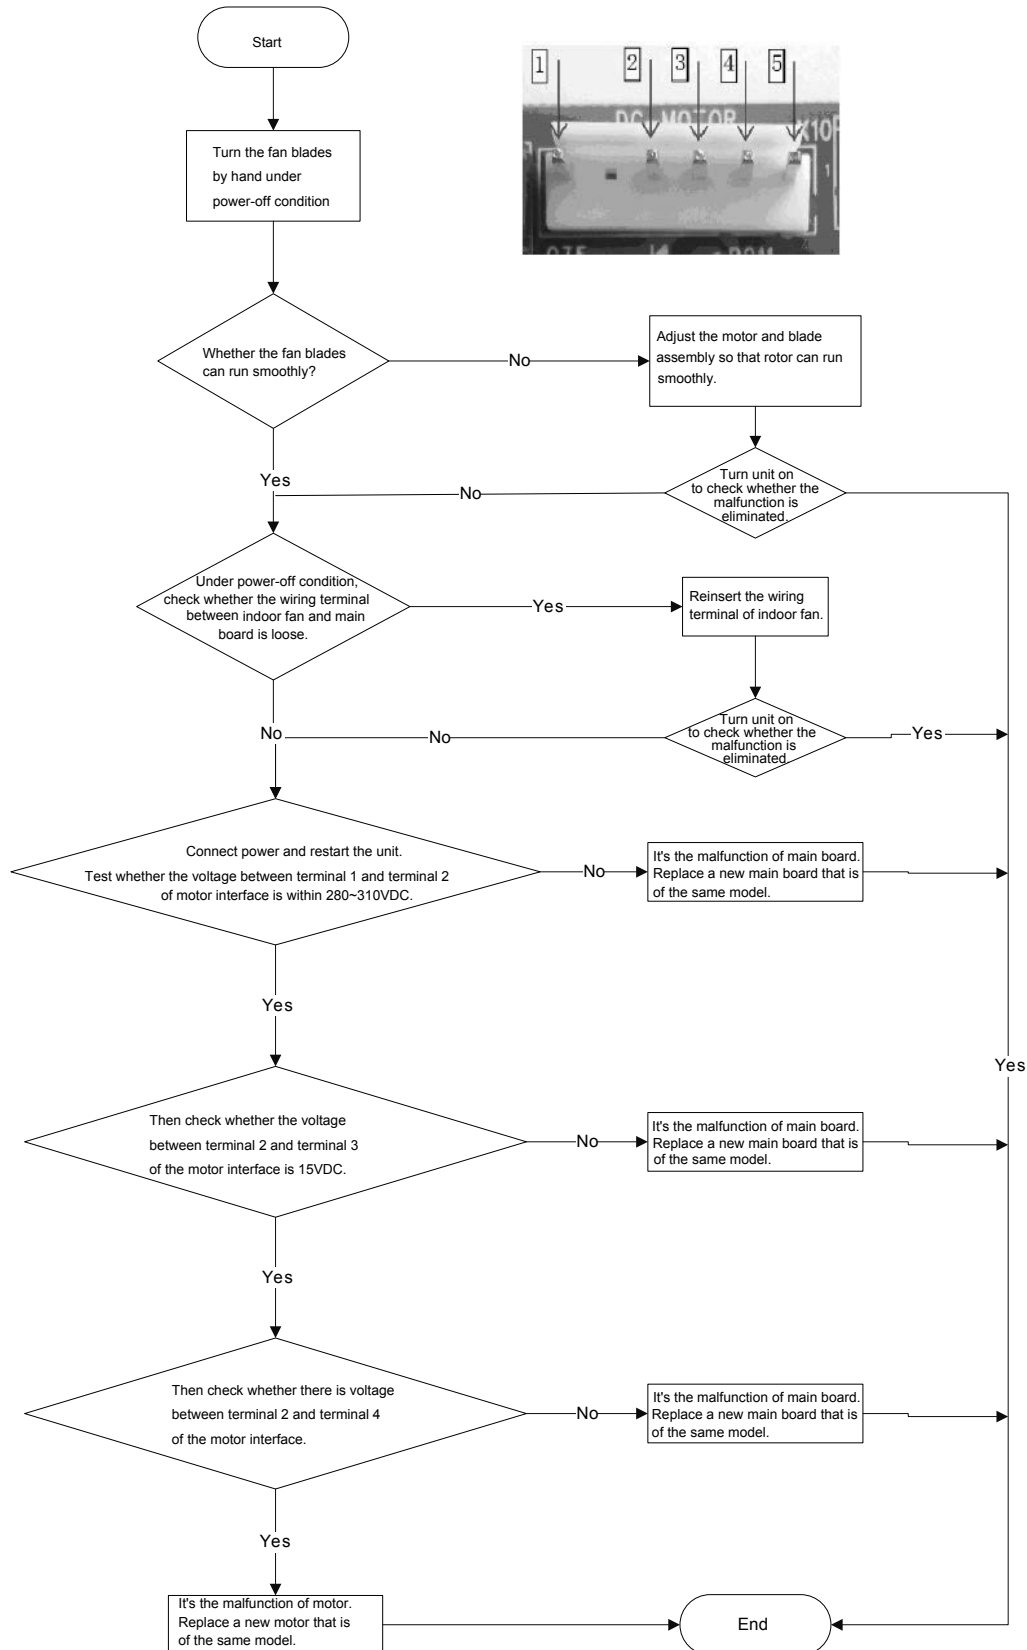 Start
1
2
3
4
5
DC MOTOR
Turn the fan blades
by hand under
power-off condition
Whether the fan blades
can run smoothly?
No
Adjust the motor and blade
assembly so that rotor can run
smoothly.
Yes
No
Turn unit on
to check whether the
malfunction is
eliminated.
Under power-off condition,
check whether the wiring terminal
between indoor fan and main
board is loose.
Yes
Reinsert the wiring
terminal of indoor fan.
No
No
Turn unit on
to check whether the
malfunction is
eliminated
Yes
Connect power and restart the unit.
Test whether the voltage between terminal 1 and terminal 2
of motor interface is within 280~310VDC.
No
It's the malfunction of main board.
Replace a new main board that is
of the same model.
Yes
Yes
Then check whether the voltage
between terminal 2 and terminal 3
of the motor interface is 15VDC.
No
It's the malfunction of main board.
Replace a new main board that is
of the same model.
Yes
Then check whether there is voltage
between terminal 2 and terminal 4
of the motor interface.
No
It's the malfunction of main board.
Replace a new main board that is
of the same model.
Yes
It's the malfunction of motor.
Replace a new motor that is
of the same model.
End